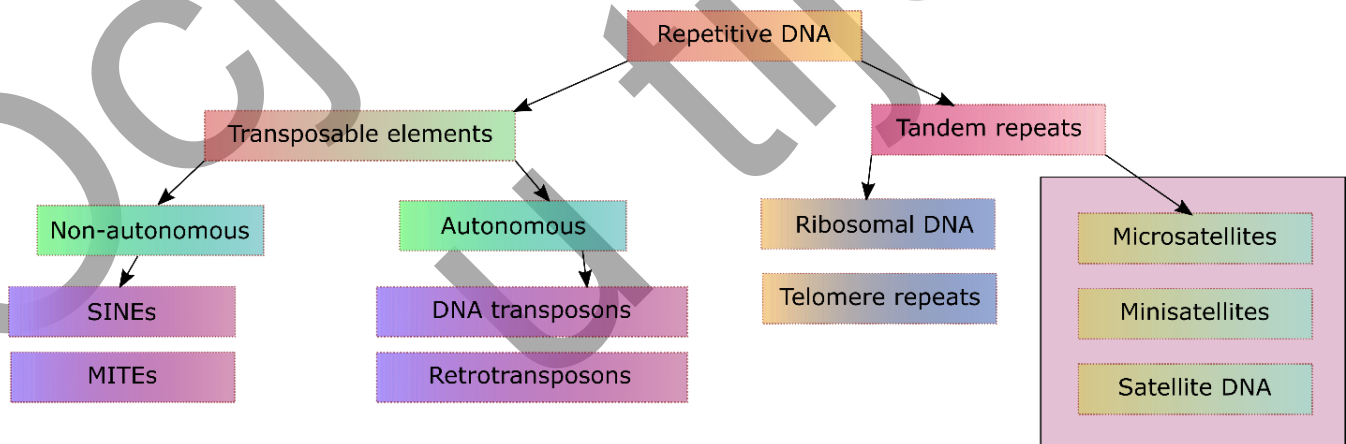 Repetitive DNA
Transposable elements
Tandem repeats
Non-autonomous
Autonomous
Ribosomal DNA
Microsatellites
SINEs
DNA transposons
Telomere repeats
Minisatellites
MITEs
Retrotransposons
Satellite DNA